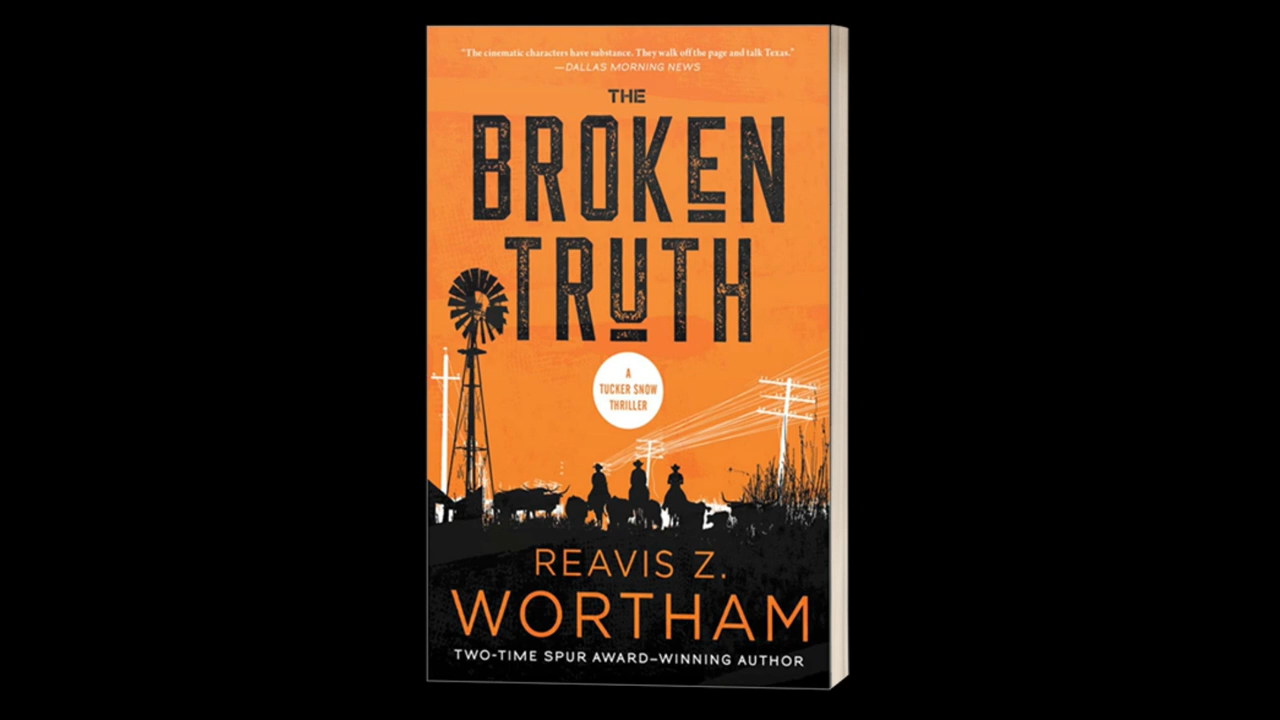 “The cinematic characters have substance. They walk off the page and talk Texas.”
—DALLAS MORNING NEWS
THE
BROKEN
TRUTH
A
TUCKER SNOW
THRILLER
REAVIS Z.
WORTHAM
TWO-TIME SPUR AWARD–WINNING AUTHOR